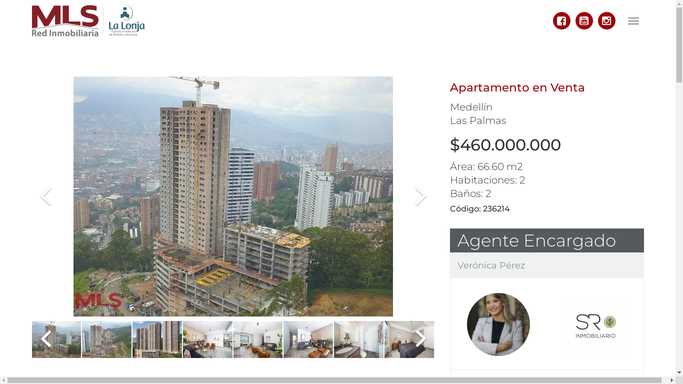 MLS
Red Inmobiliaria
La Lonja
Apartamento en Venta
Medellín
Las Palmas
$460.000.000
Área: 66.60 m2
Habitaciones: 2
Baños: 2
Código: 236214
MLS
Agente Encargado
Verónica Pérez
SR
INMOBILIARIO